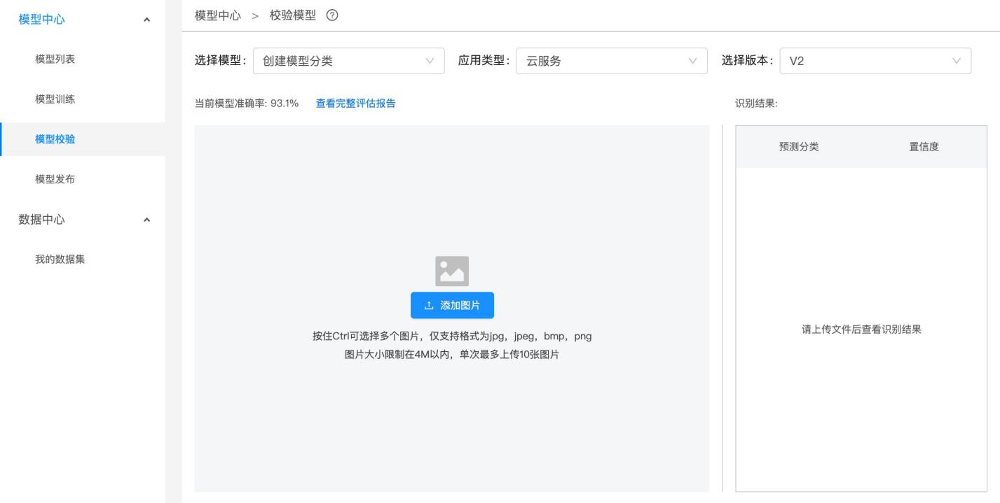 模型中心
模型列表
模型训练
模型校验
模型发布
数据中心
我的数据集
模型中心 > 校验模型 ?
选择模型: 创建模型分类 应用类型: 云服务 选择版本: V2
当前模型准确率: 93.1% 查看完整评估报告
添加图片
按住Ctrl可选择多个图片，仅支持格式为jpg，jpeg，bmp，png
图片大小限制在4M以内，单次最多上传10张图片
识别结果:
预测分类 置信度
请上传文件后查看识别结果